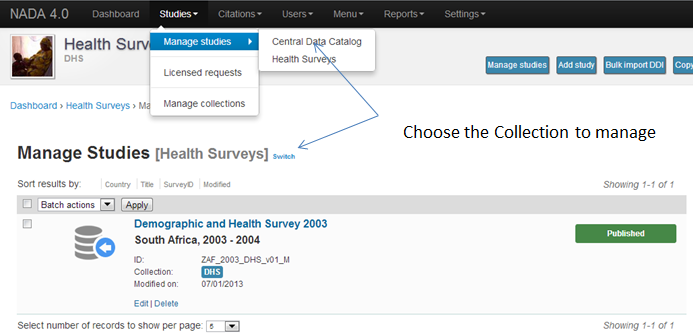 NADA 4.0 Dashboard Studies Citations Users Menu Reports Settings
Manage studies Central Data Catalog
Health Surv
DHS
Health Surveys
Manage studies Add study Bulk import DDI Copy
Licensed requests
Manage collections
Dashboard › Health Surveys › Ma
Choose the Collection to manage
Manage Studies [Health Surveys] Switch
Sort results by: Country Title SurveyID Modified Showing 1-1 of 1
Batch actions Apply
Demographic and Health Survey 2003
Published
South Africa, 2003 - 2004
ID: ZAF_2003_DHS_v01_M
Collection: DHS
Modified on: 07/01/2013
Edit | Delete
Select number of records to show per page: 5 Showing 1-1 of 1